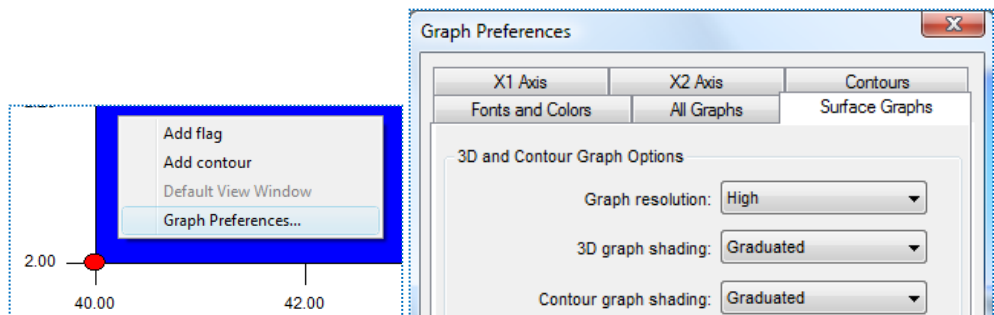 Add flag
Add contour
Default View Window
Graph Preferences...
2.00
40.00 42.00
Graph Preferences
X1 Axis X2 Axis Contours
Fonts and Colors All Graphs Surface Graphs
3D and Contour Graph Options
Graph resolution: High
3D graph shading: Graduated
Contour graph shading: Graduated